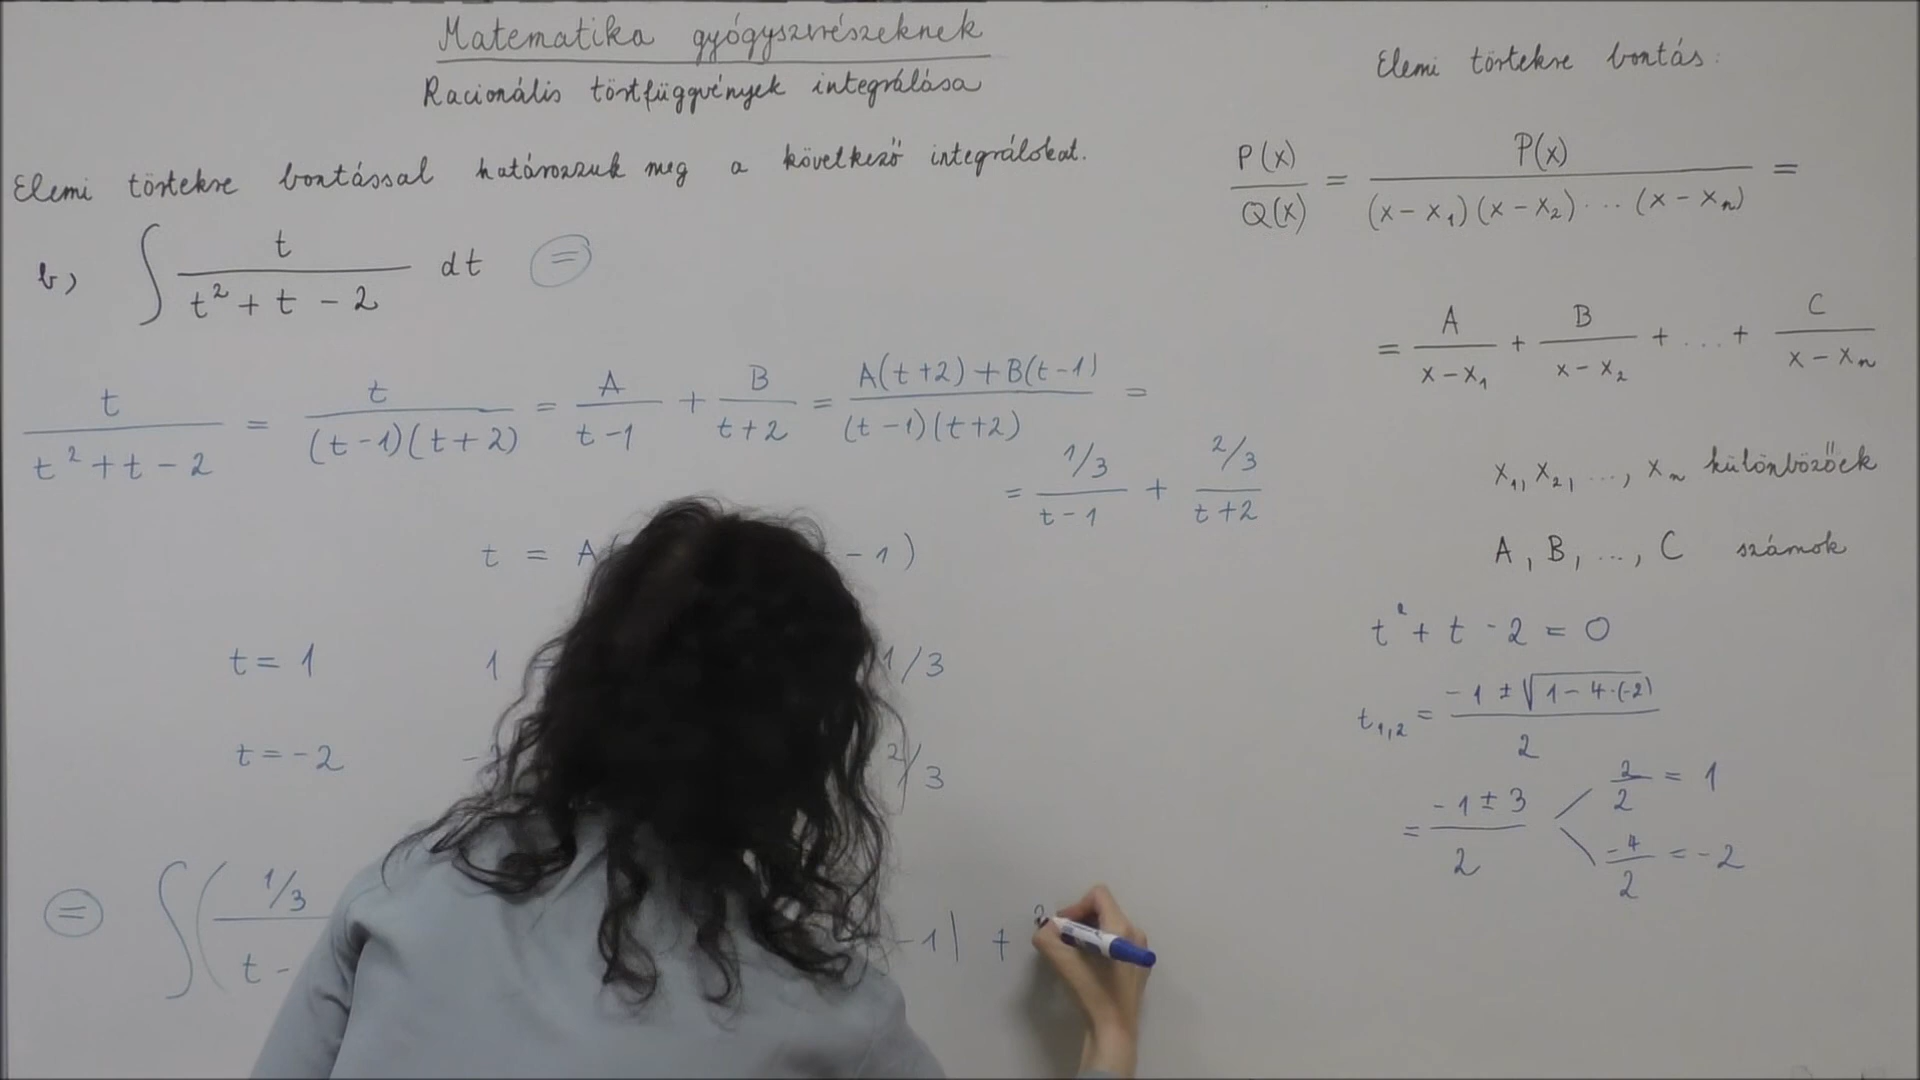 Matematika gyógyszerészeknek
Racionális törtfüggvények integrálása
Elemi törtekre bontással határozzuk meg a következő integrálokat.
b) ∫ t / (t² + t - 2) dt =
t / (t² + t - 2) = t / ((t-1)(t+2)) = A / (t-1) + B / (t+2) = (A(t+2)+B(t-1)) / ((t-1)(t+2)) =
= (1/3) / (t-1) + (2/3) / (t+2)
t = A -1)
t = 1 1 = 1/3
t = -2 - 2/3
= ∫( (1/3) / (t- -1| + 2
Elemi törtekre bontás:
P(x) / Q(x) = P(x) / ((x-x₁)(x-x₂)...(x-xₙ)) =
= A / (x-x₁) + B / (x-x₂) + ... + C / (x-xₙ)
x₁, x₂, ..., xₙ különbözőek
A, B, ..., C számok
t² + t - 2 = 0
t₁,₂ = (-1 ± √(1-4·(-2))) / 2
= (-1 ± 3) / 2
2/2 = 1
-4/2 = -2